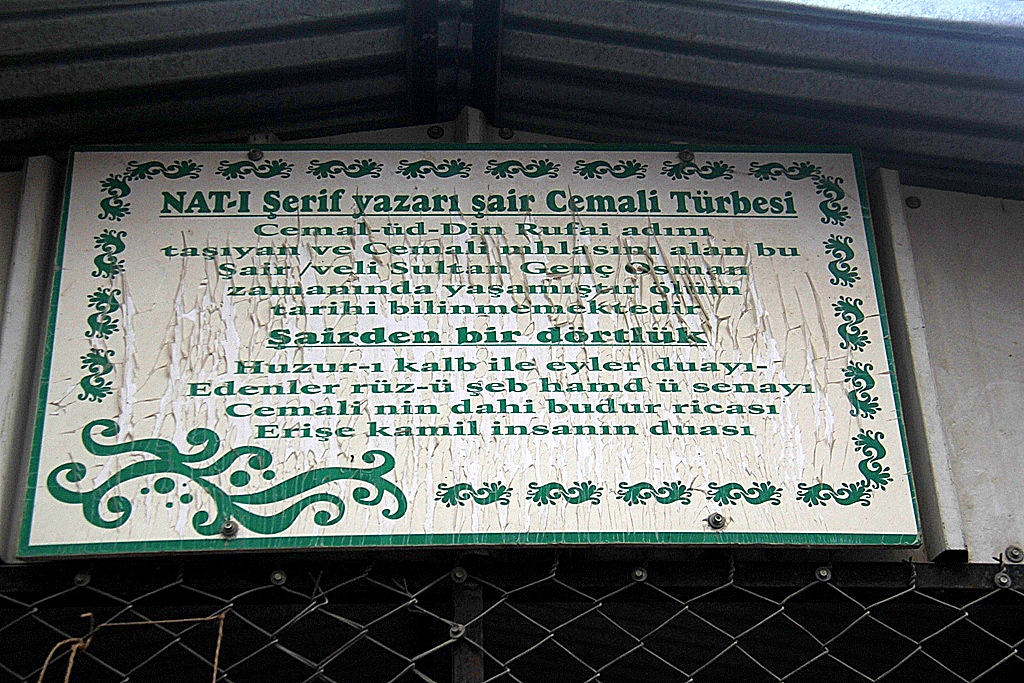 NAT-I Şerif yazarı şair Cemali Türbesi
Cemal-üd-Din Rufai adını
taşıyan ve Cemali mıhlasını alan bu
Şair /veli Sultan Genç Osman
zamanında yaşamıştır ölüm
tarihi bilinmemektedir
Şairden bir dörtlük
Huzur-ı kalb ile eyler duayı-
Edenler rüz-ü şeb hamd ü senayı
Cemali nin dahi budur ricası
Erişe kamil insanın duası